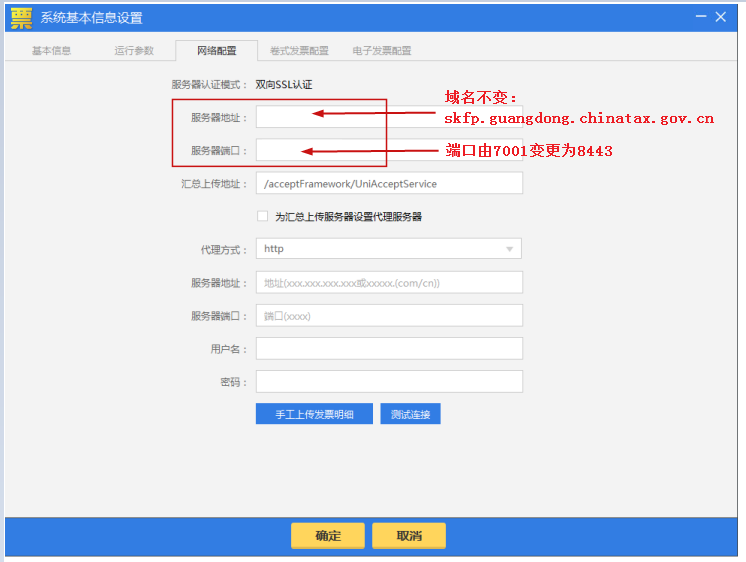 票 系统基本信息设置
基本信息 运行参数 网络配置 卷式发票配置 电子发票配置
服务器认证模式： 双向SSL认证
域名不变：
服务器地址：
skfp.guangdong.chinatax.gov.cn
服务器端口：
端口由7001变更为8443
汇总上传地址： /acceptFramework/UniAcceptService
为汇总上传服务器设置代理服务器
代理方式： http
服务器地址： 地址(xxx.xxx.xxx.xxx或xxxxx.(com/cn))
服务器端口： 端口(xxxx)
用户名：
密码：
手工上传发票明细 测试连接
确定 取消